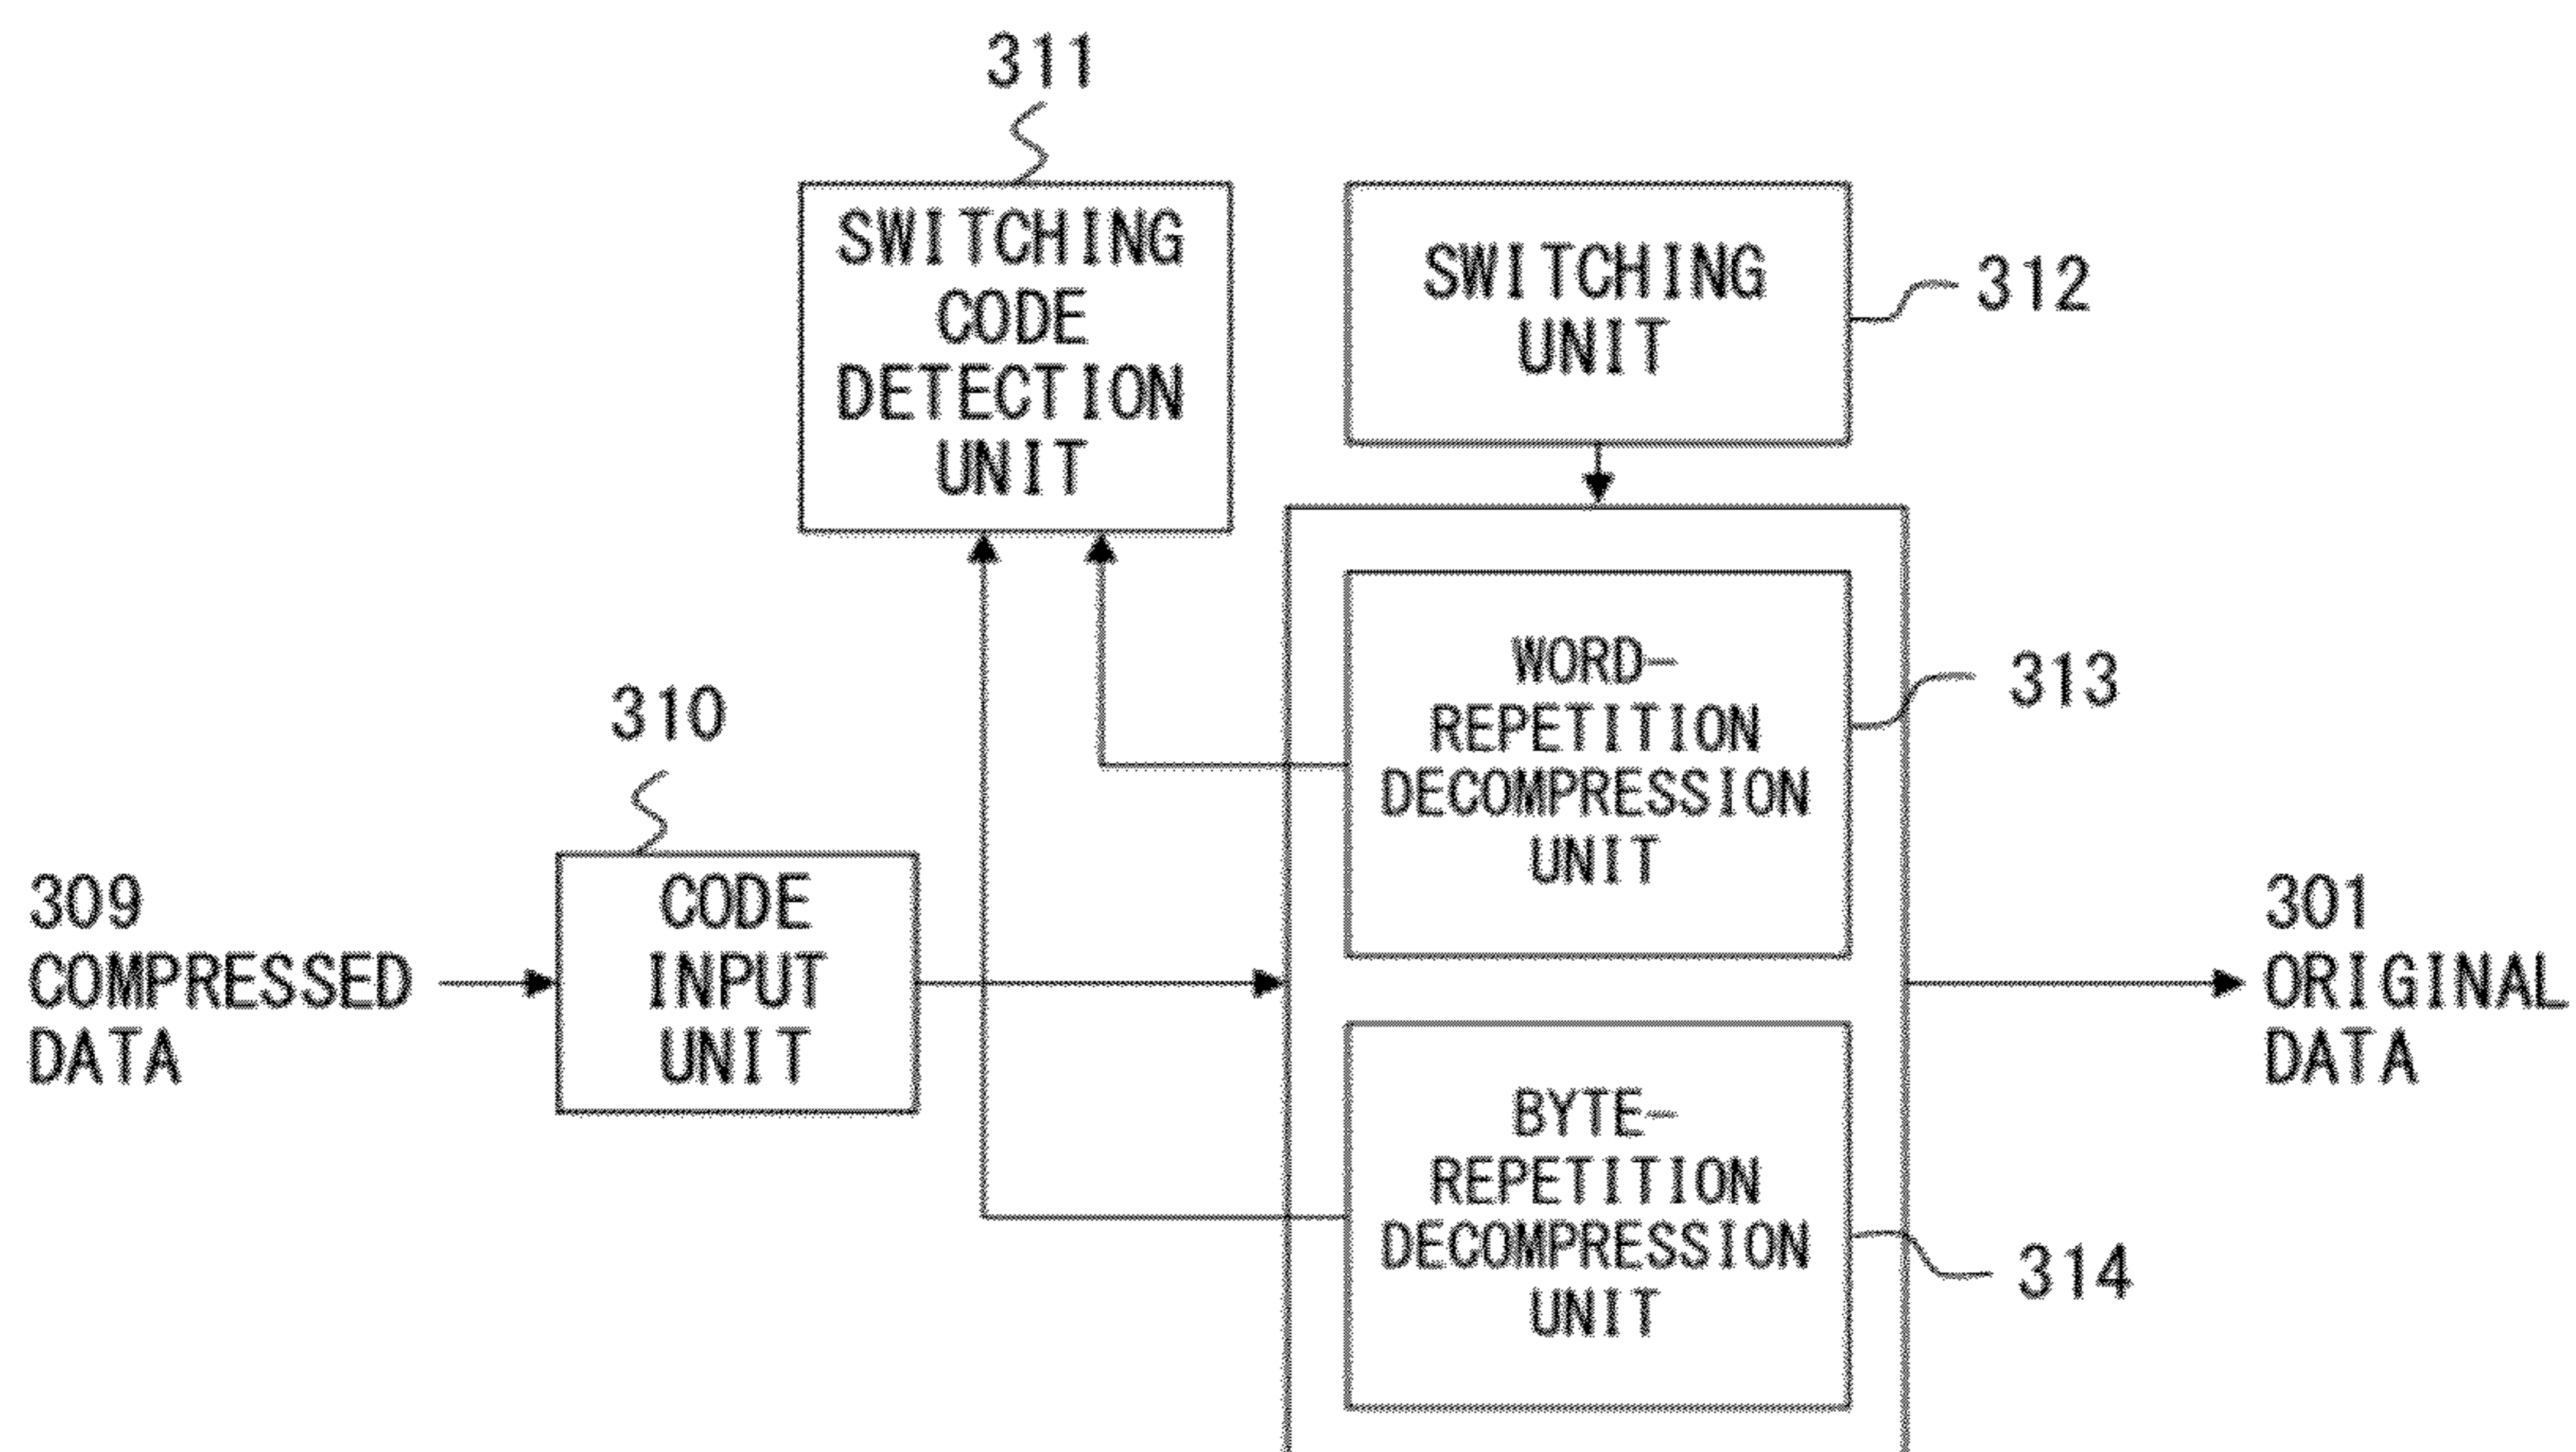 311
SWITCHING
CODE
DETECTION
UNIT
SWITCHING
UNIT
312
WORD-
REPETITION
DECOMPRESSION
UNIT
313
310
309
COMPRESSED
DATA
CODE
INPUT
UNIT
301
ORIGINAL
DATA
BYTE-
REPETITION
DECOMPRESSION
UNIT
314